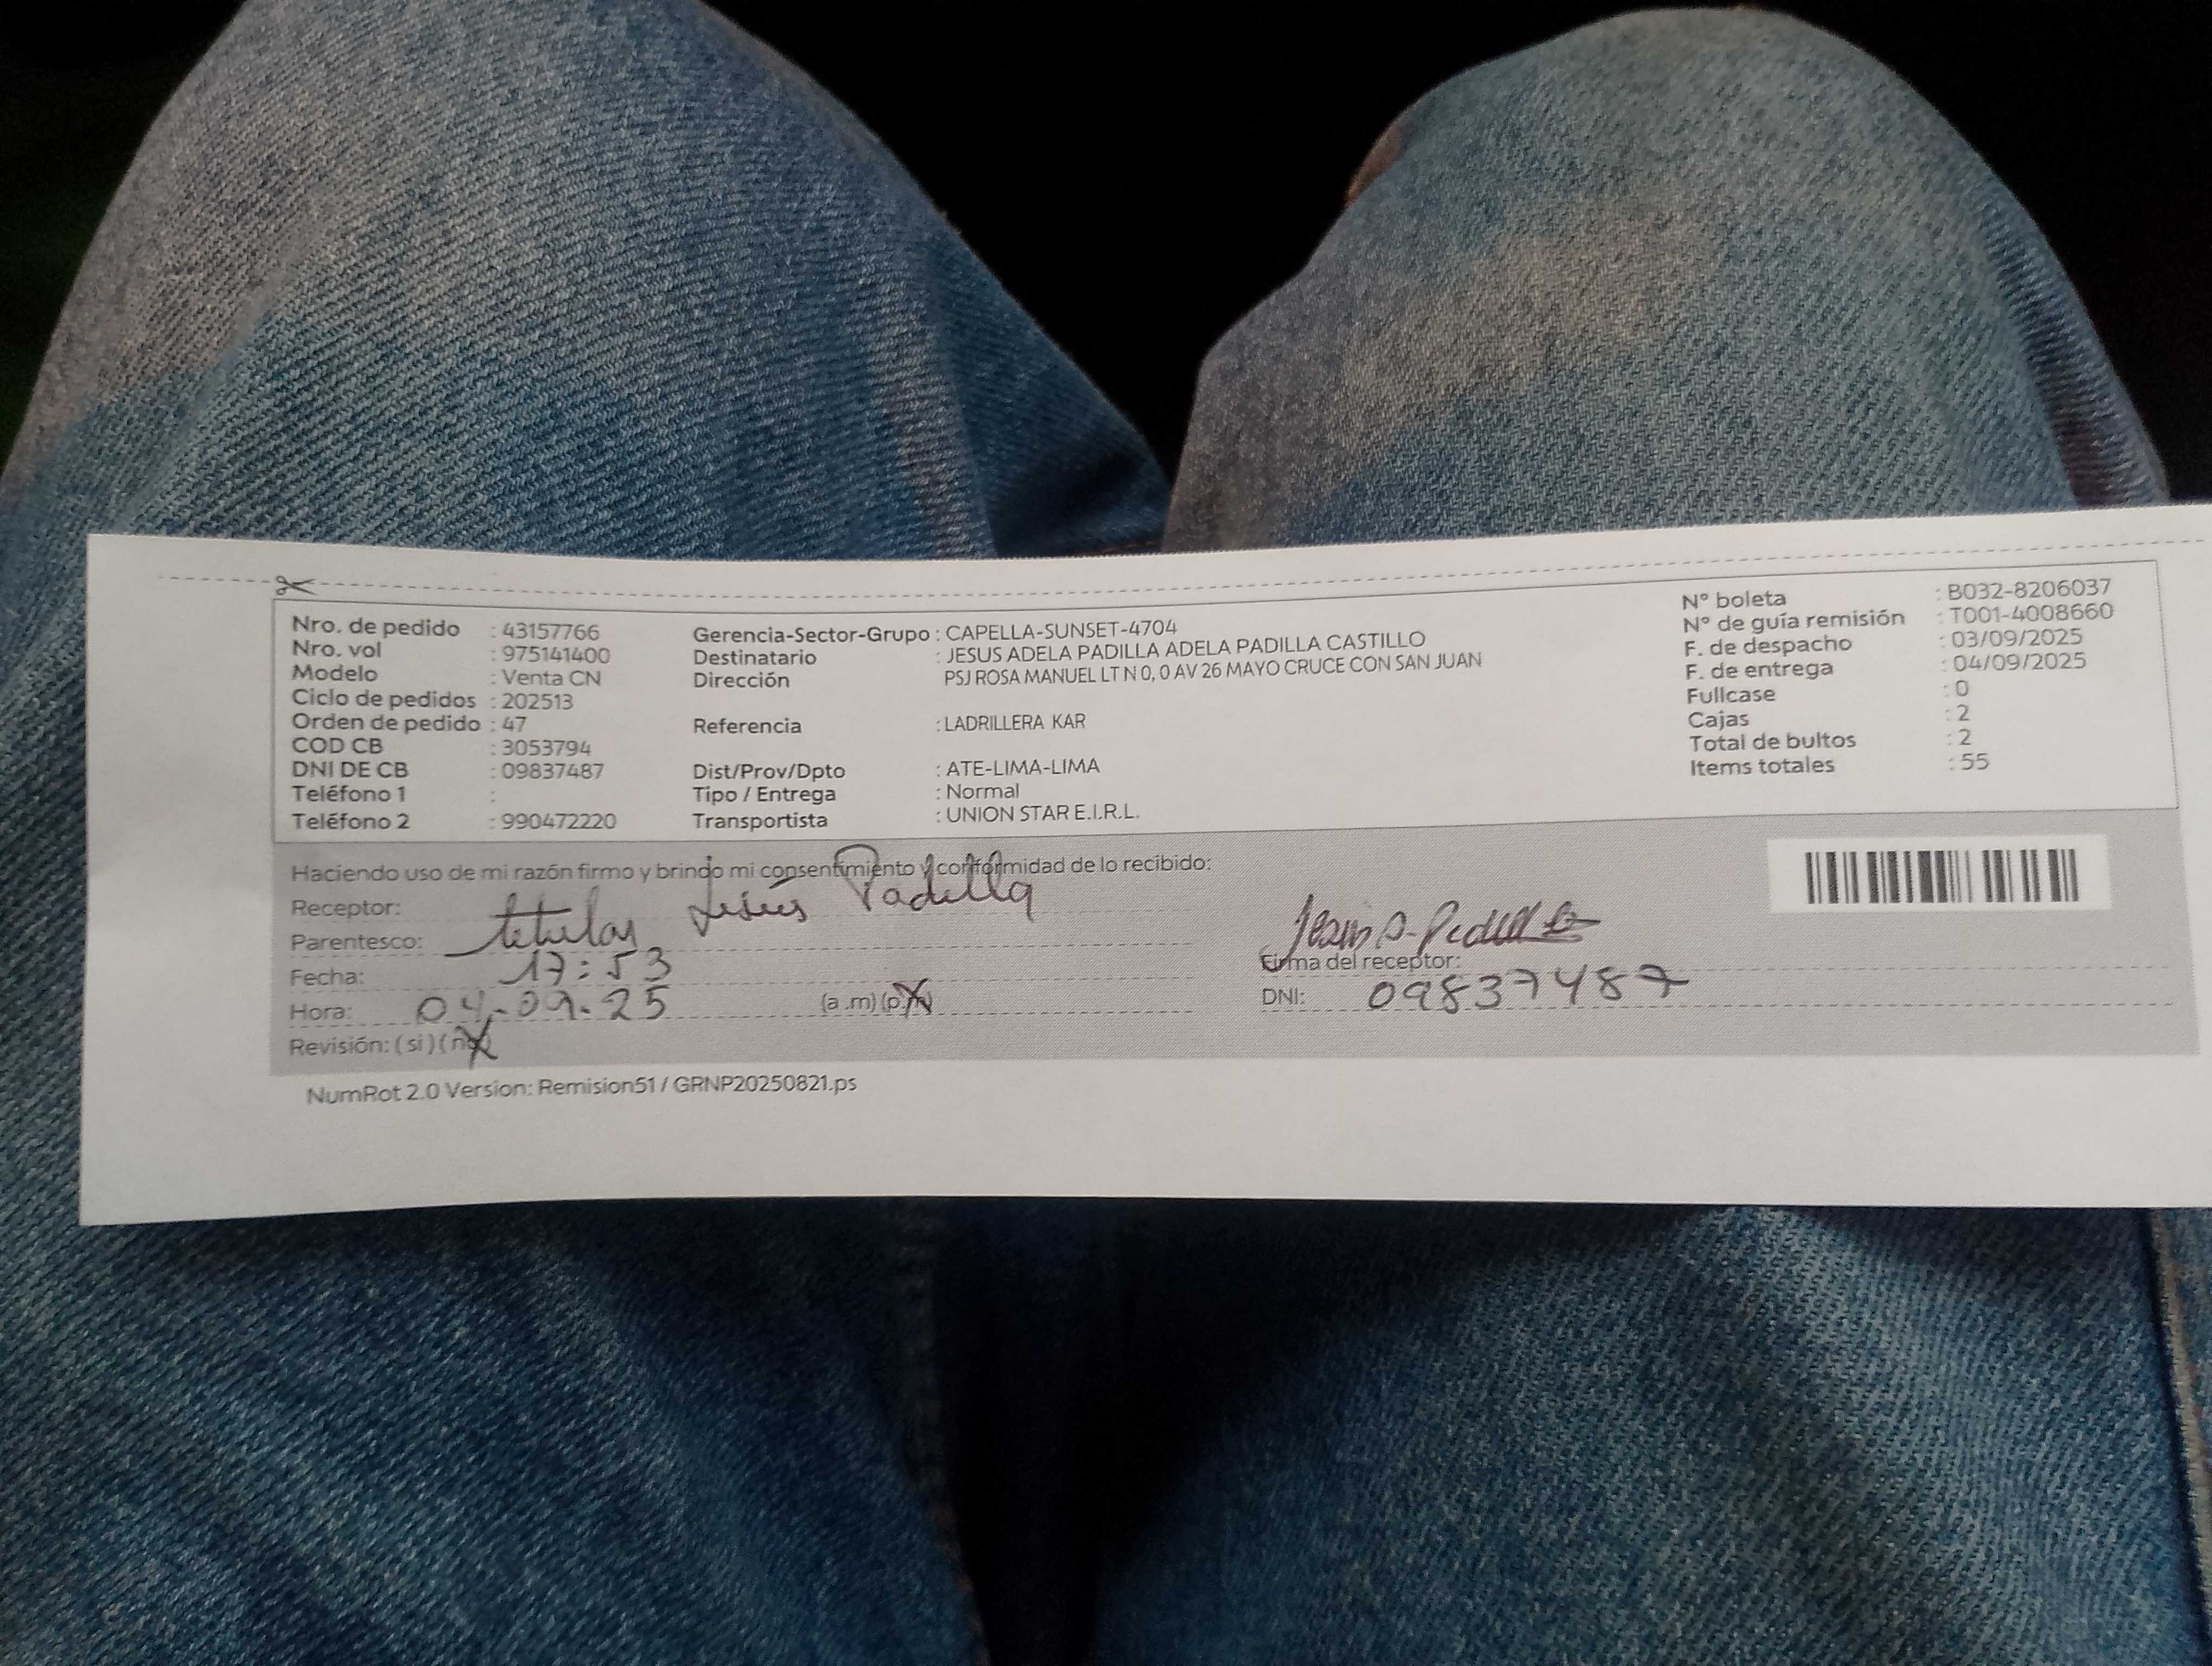 Nro. de pedido : 43157766
Nro. vol : 975141400
Modelo : Venta CN
Ciclo de pedidos : 202513
Orden de pedido : 47
COD CB : 3053794
DNI DE CB : 09837487
Teléfono 1 :
Teléfono 2 : 990472220
Gerencia-Sector-Grupo : CAPELLA-SUNSET-4704
Destinatario : JESUS ADELA PADILLA ADELA PADILLA CASTILLO
Dirección PSJ ROSA MANUEL LT N 0, 0 AV 26 MAYO CRUCE CON SAN JUAN
Referencia : LADRILLERA KAR
Dist/Prov/Dpto : ATE-LIMA-LIMA
Tipo / Entrega : Normal
Transportista : UNION STAR E.I.R.L.
N° boleta : B032-8206037
N° de guía remisión : T001-4008660
F. de despacho : 03/09/2025
F. de entrega : 04/09/2025
Fullcase : 0
Cajas : 2
Total de bultos : 2
Items totales : 55
Haciendo uso de mi razón firmo y brindo mi consentimiento y conformidad de lo recibido:
Receptor: Jesús Padilla
Parentesco: titular
Fecha: 17:53
Hora: 04-09-25 (a.m) (p.m)
Revisión: (si) (no)
Jesus A. Padilla
Firma del receptor:
DNI: 09837487
NumRot 2.0 Version: Remision51 / GRNP20250821.ps